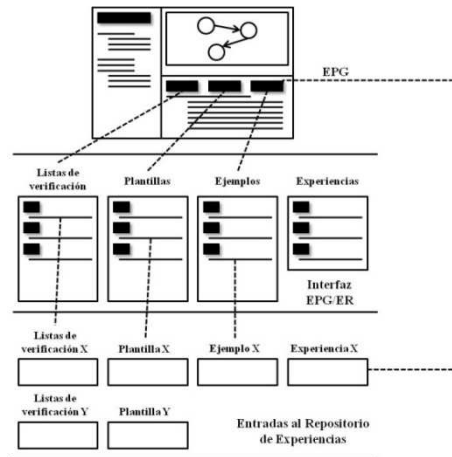 EPG
Listas de
verificación
Plantillas
Ejemplos
Experiencias
Interfaz
EPG/ER
Listas de
verificación X
Plantilla X
Ejemplo X
Experiencia X
Listas de
verificación Y
Plantilla Y
Entradas al Repositorio
de Experiencias